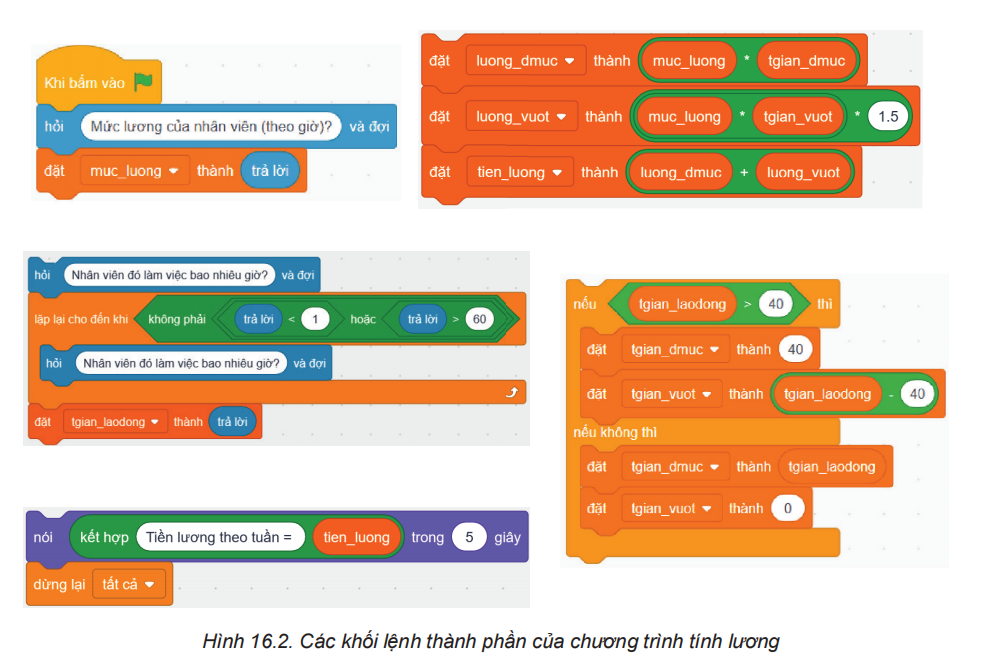 Khi bấm vào
hỏi Mức lương của nhân viên (theo giờ)? và đợi
đặt muc_luong thành trả lời
đặt luong_dmuc thành muc_luong * tgian_dmuc
đặt luong_vuot thành muc_luong * tgian_vuot * 1.5
đặt tien_luong thành luong_dmuc + luong_vuot
hỏi Nhân viên đó làm việc bao nhiêu giờ? và đợi
lặp lại cho đến khi không phải trả lời < 1 hoặc trả lời > 60
hỏi Nhân viên đó làm việc bao nhiêu giờ? và đợi
đặt tgian_laodong thành trả lời
nếu tgian_laodong > 40 thì
đặt tgian_dmuc thành 40
đặt tgian_vuot thành tgian_laodong - 40
nếu không thì
đặt tgian_dmuc thành tgian_laodong
đặt tgian_vuot thành 0
nói kết hợp Tiền lương theo tuần = tien_luong trong 5 giây
dừng lại tất cả
Hình 16.2. Các khối lệnh thành phần của chương trình tính lương